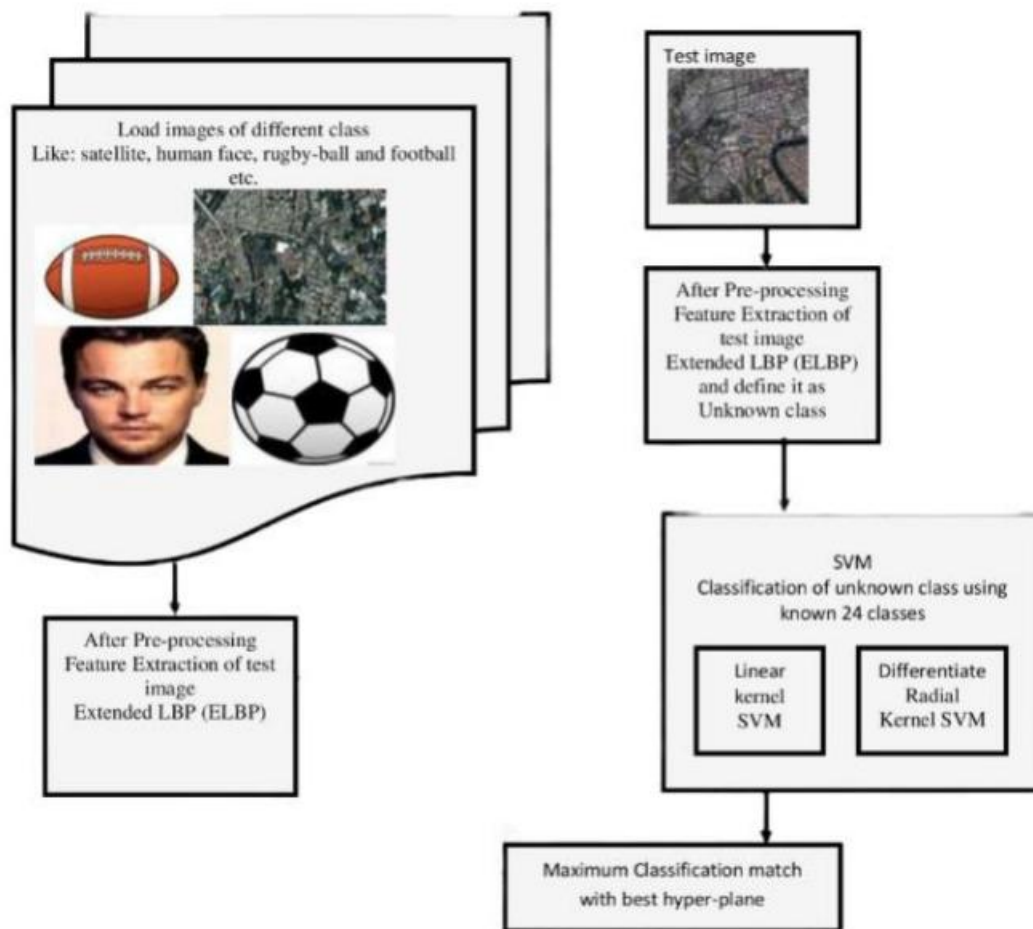 Load images of different class
Like: satellite, human face, rugby-ball and football
etc.
After Pre-processing
Feature Extraction of test
image
Extended LBP (ELBP)
Test image
After Pre-processing
Feature Extraction of
test image
Extended LBP (ELBP)
and define it as
Unknown class
SVM
Classification of unknown class using
known 24 classes
Linear
kernel
SVM
Differentiate
Radial
Kernel SVM
Maximum Classification match
with best hyper-plane